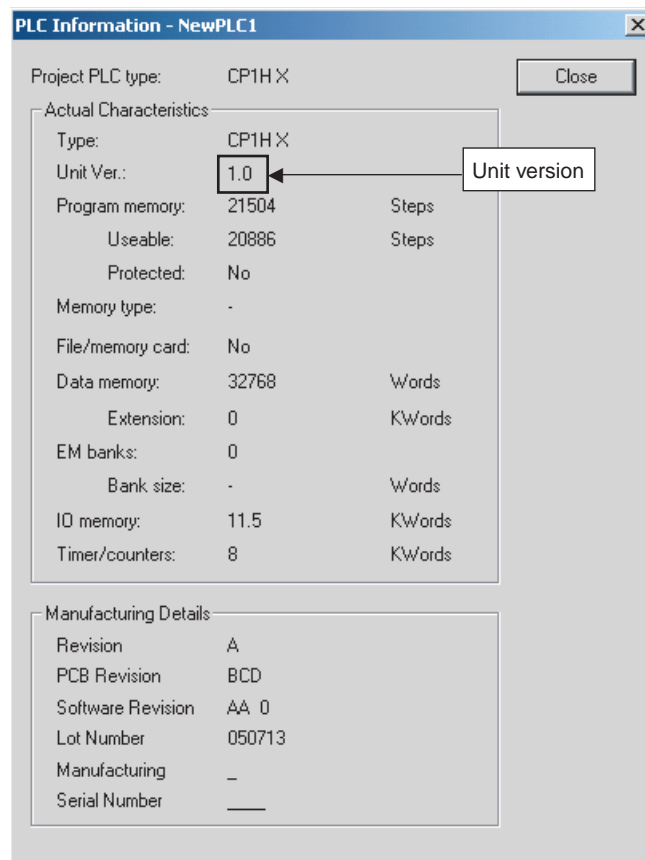 PLC Information - NewPLC1
Project PLC type: CP1H X Close
Actual Characteristics
Type: CP1H X
Unit Ver.: 1.0 Unit version
Program memory: 21504 Steps
Useable: 20886 Steps
Protected: No
Memory type: -
File/memory card: No
Data memory: 32768 Words
Extension: 0 KWords
EM banks: 0
Bank size: - Words
IO memory: 11.5 KWords
Timer/counters: 8 KWords
Manufacturing Details
Revision A
PCB Revision BCD
Software Revision AA 0
Lot Number 050713
Manufacturing _
Serial Number ____